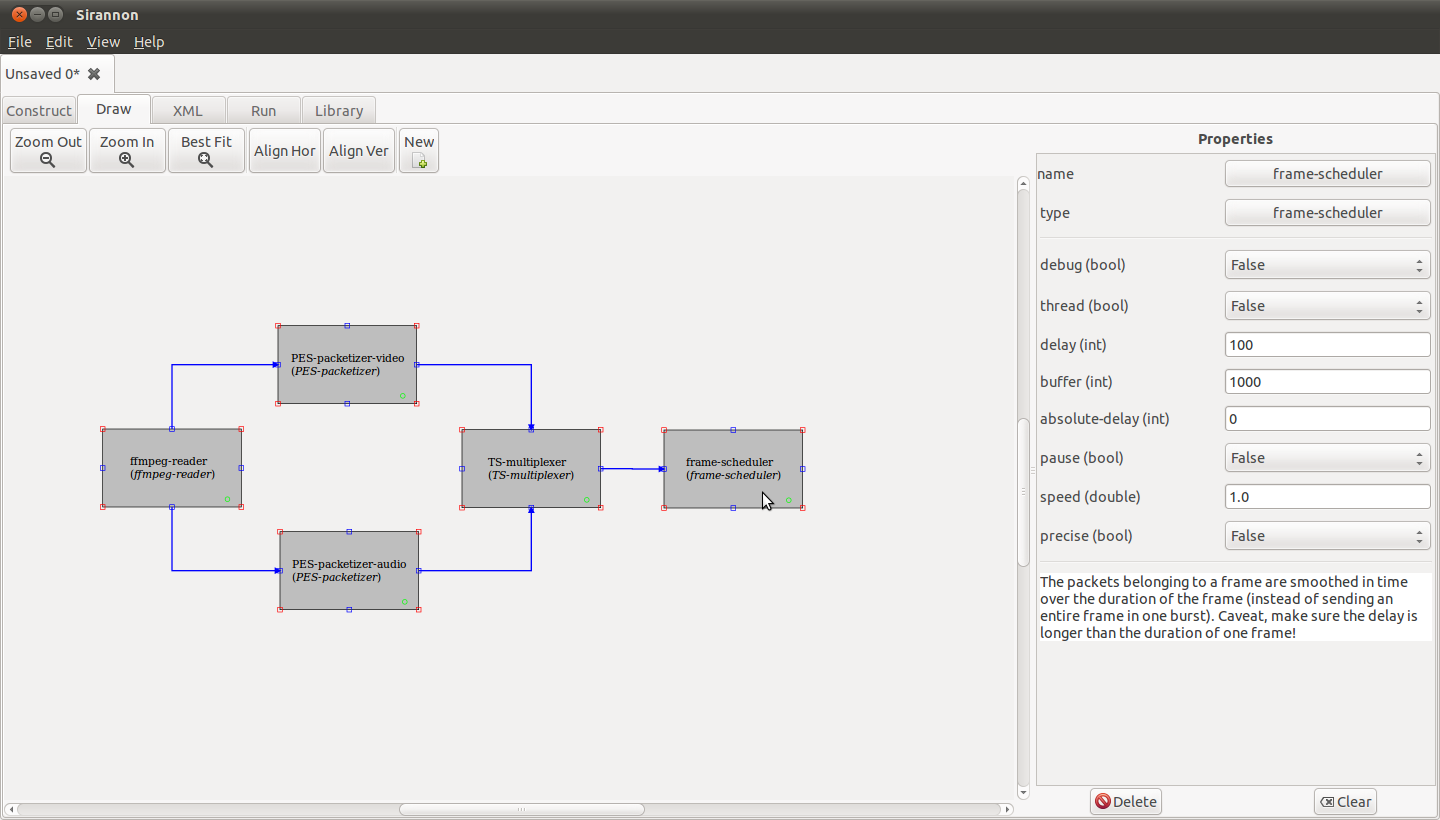 Sirannon
File Edit View Help
Unsaved 0*
Construct Draw XML Run Library
Zoom Out Zoom In Best Fit Align Hor Align Ver New
PES-packetizer-video
(PES-packetizer)
ffmpeg-reader
(ffmpeg-reader)
TS-multiplexer
(TS-multiplexer)
frame-scheduler
(frame-scheduler)
PES-packetizer-audio
(PES-packetizer)
Properties
name frame-scheduler
type frame-scheduler
debug (bool) False
thread (bool) False
delay (int) 100
buffer (int) 1000
absolute-delay (int) 0
pause (bool) False
speed (double) 1.0
precise (bool) False
The packets belonging to a frame are smoothed in time
over the duration of the frame (instead of sending an
entire frame in one burst). Caveat, make sure the delay is
longer than the duration of one frame!
Delete Clear